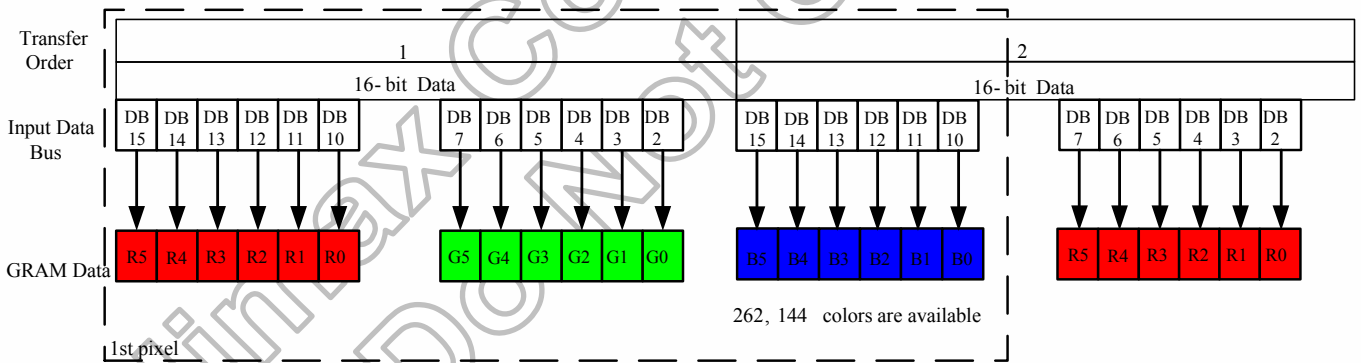 Transfer Order
1
2
16- bit Data
16- bit Data
Input Data Bus
DB 15
DB 14
DB 13
DB 12
DB 11
DB 10
DB 7
DB 6
DB 5
DB 4
DB 3
DB 2
DB 15
DB 14
DB 13
DB 12
DB 11
DB 10
DB 7
DB 6
DB 5
DB 4
DB 3
DB 2
GRAM Data
R5
R4
R3
R2
R1
R0
G5
G4
G3
G2
G1
G0
B5
B4
B3
B2
B1
B0
R5
R4
R3
R2
R1
R0
262, 144 colors are available
1st pixel
Do Not